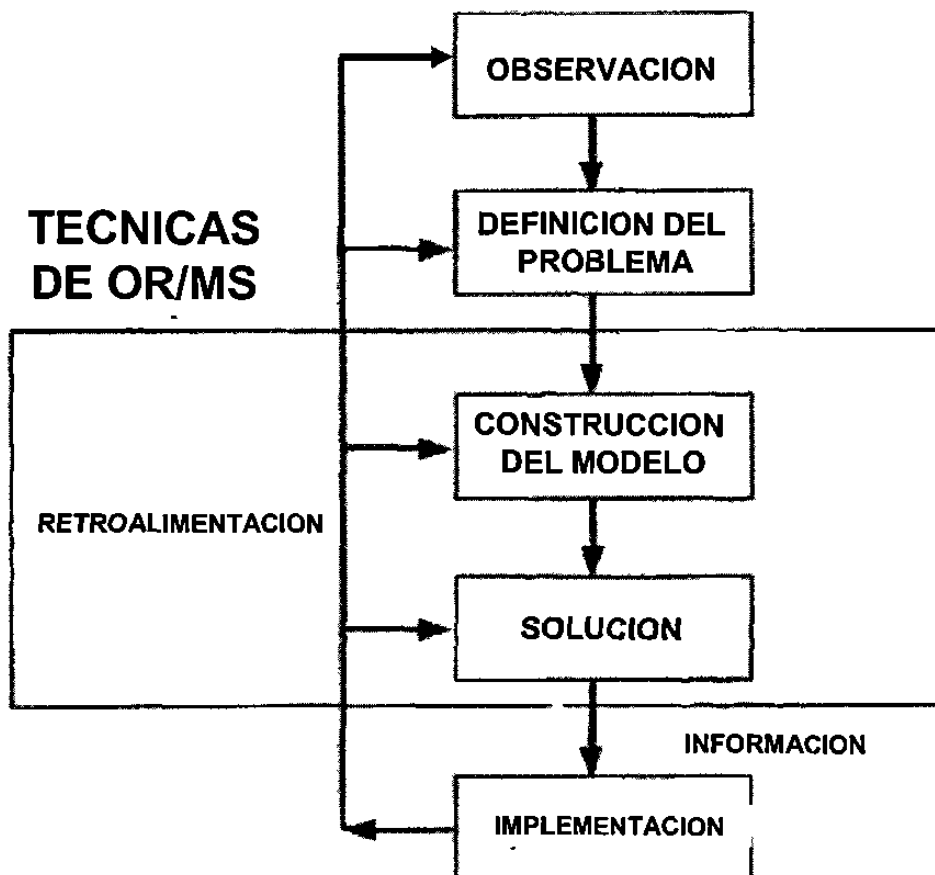 OBSERVACION
TECNICAS
DE OR/MS
DEFINICION DEL
PROBLEMA
CONSTRUCCION
DEL MODELO
RETROALIMENTACION
SOLUCION
INFORMACION
IMPLEMENTACION